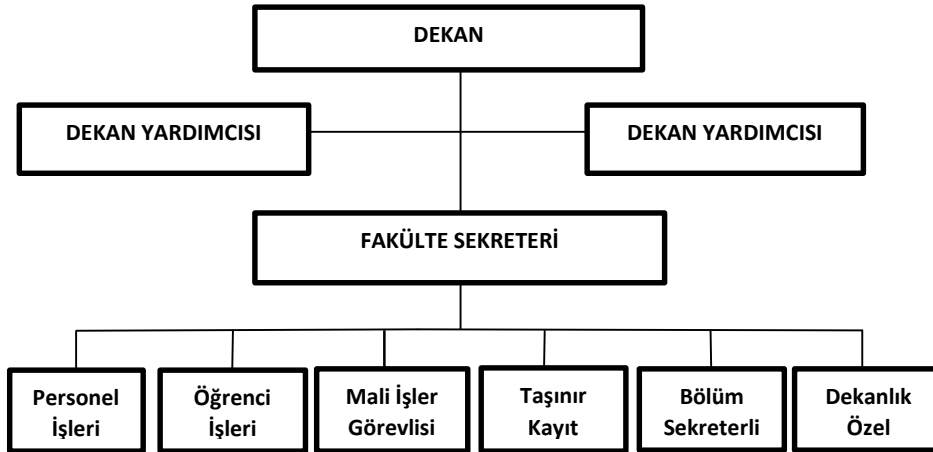 DEKAN
DEKAN YARDIMCISI
DEKAN YARDIMCISI
FAKÜLTE SEKRETERİ
Personel
İşleri
Öğrenci
İşleri
Mali İşler
Görevlisi
Taşınır
Kayıt
Bölüm
Sekreterli
Dekanlık
Özel